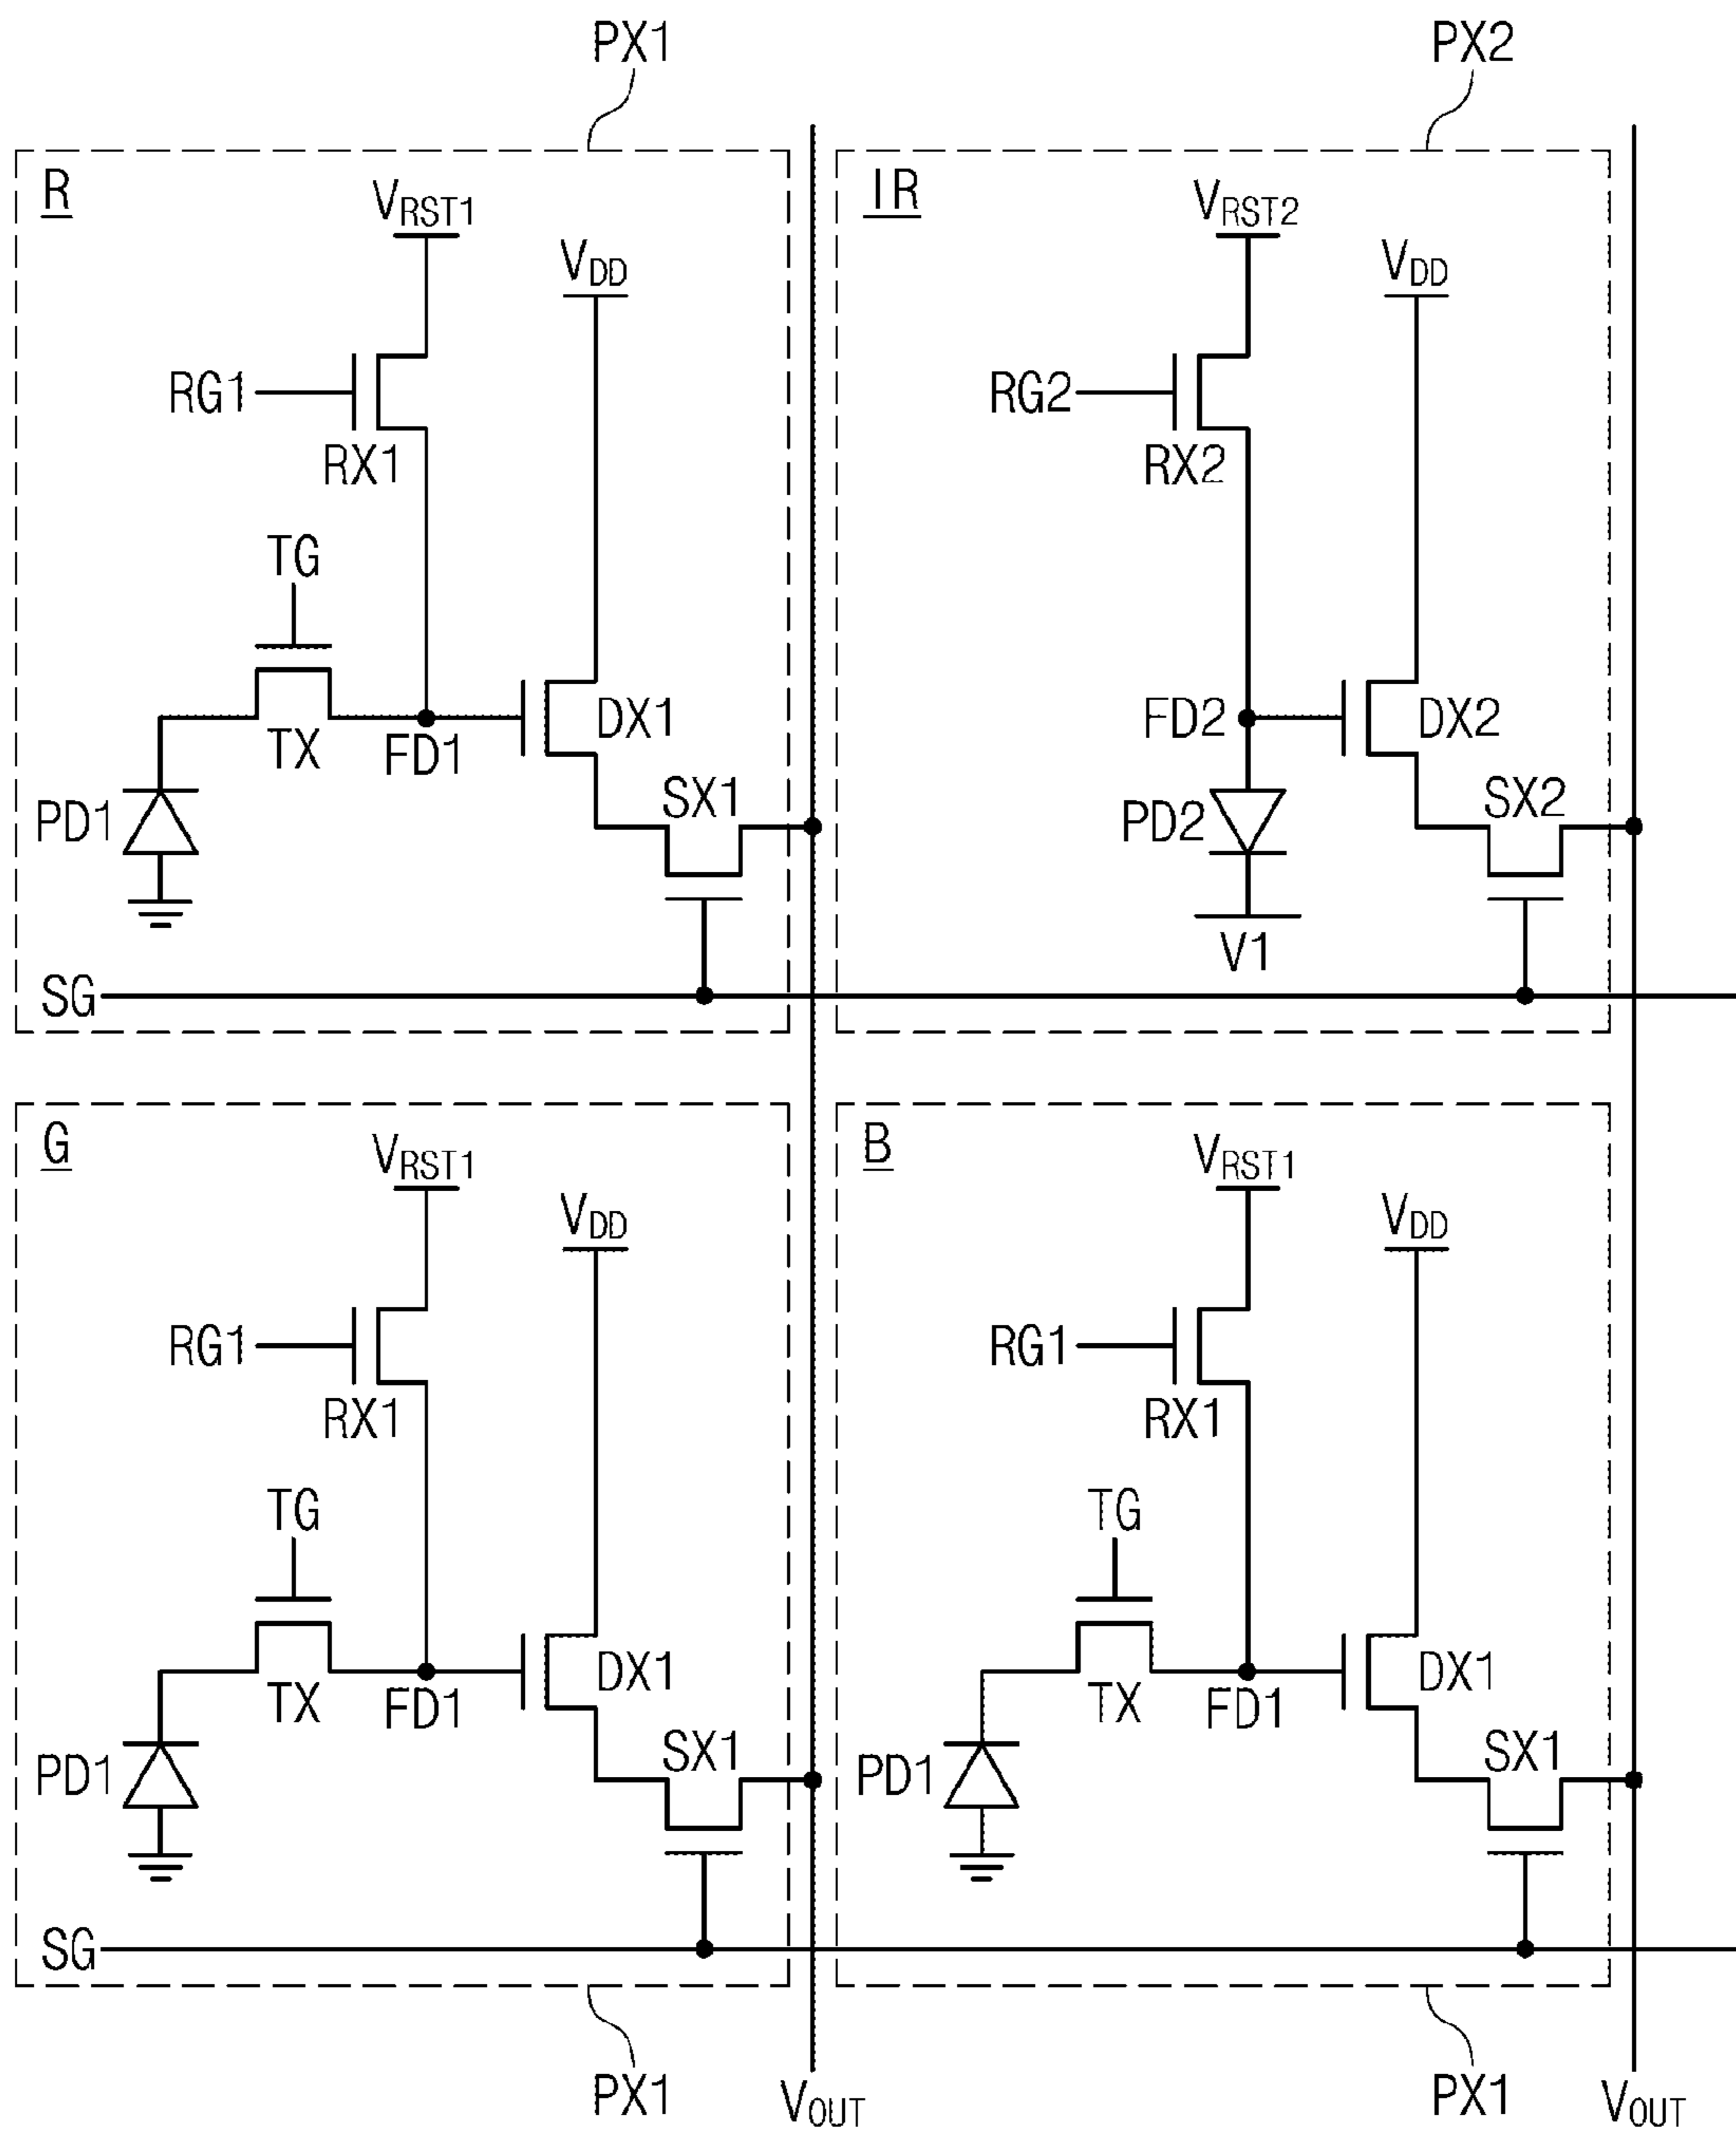 PX1 PX2
R IR
VRST1 VRST2
VDD VDD
RG1 RG2
RX1 RX2
TG
DX1 FD2 DX2
TX FD1
SX1 SX2
PD1 PD2
V1
SG
G B
VRST1 VRST1
VDD VDD
RG1 RG1
RX1 RX1
TG TG
DX1 DX1
TX FD1 TX FD1
SX1 SX1
PD1 PD1
SG
PX1 VOUT PX1 VOUT